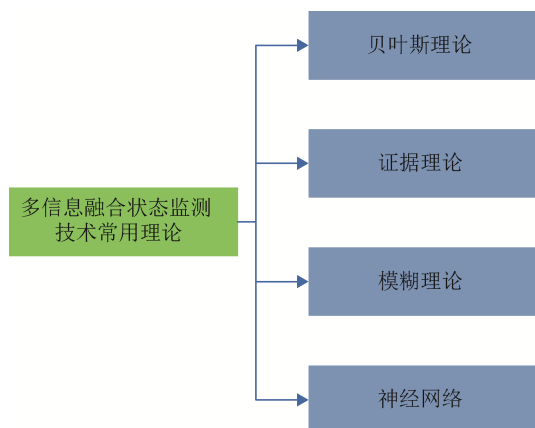 贝叶斯理论
证据理论
多信息融合状态监测
技术常用理论
模糊理论
神经网络